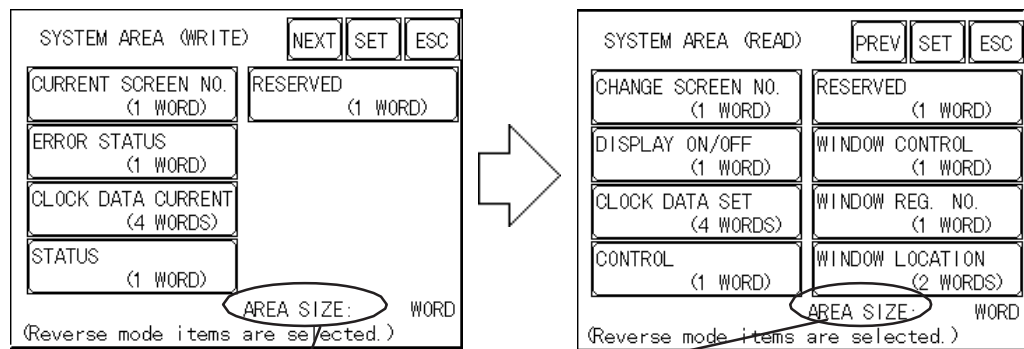 SYSTEM AREA (WRITE) NEXT SET ESC
CURRENT SCREEN NO. (1 WORD)
RESERVED (1 WORD)
ERROR STATUS (1 WORD)
CLOCK DATA CURRENT (4 WORDS)
STATUS (1 WORD)
AREA SIZE: WORD
(Reverse mode items are selected.)
SYSTEM AREA (READ) PREV SET ESC
CHANGE SCREEN NO. (1 WORD)
RESERVED (1 WORD)
DISPLAY ON/OFF (1 WORD)
WINDOW CONTROL (1 WORD)
CLOCK DATA SET (4 WORDS)
WINDOW REG. NO. (1 WORD)
CONTROL (1 WORD)
WINDOW LOCATION (2 WORDS)
AREA SIZE: WORD
(Reverse mode items are selected.)